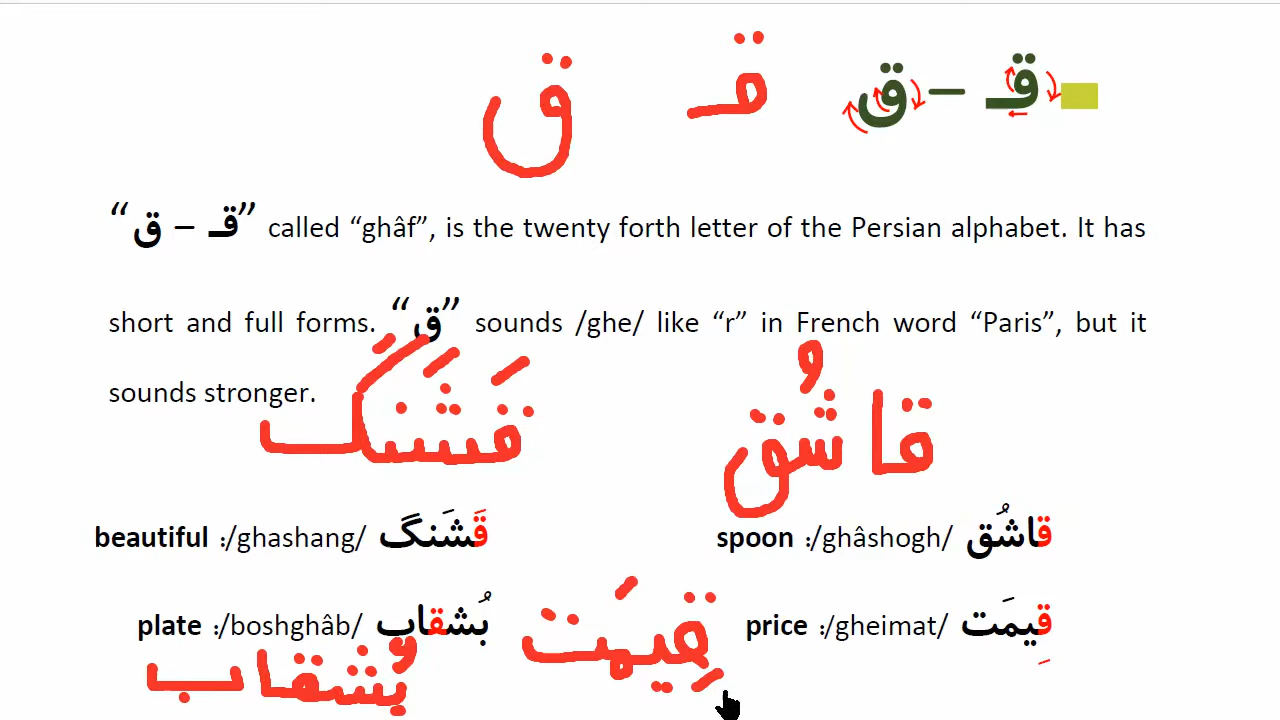 ق قـ قـ – ق
“قـ – ق” called “ghâf”, is the twenty forth letter of the Persian alphabet. It has
short and full forms. “ق” sounds /ghe/ like “r” in French word “Paris”, but it
sounds stronger.
قَشَنگ قاشُق
beautiful :/ghashang/ قَشَنگ spoon :/ghâshogh/ قاشُق
plate :/boshghâb/ بُشقاب price :/gheimat/ قِیمَت
بُشقاب قِیمَت